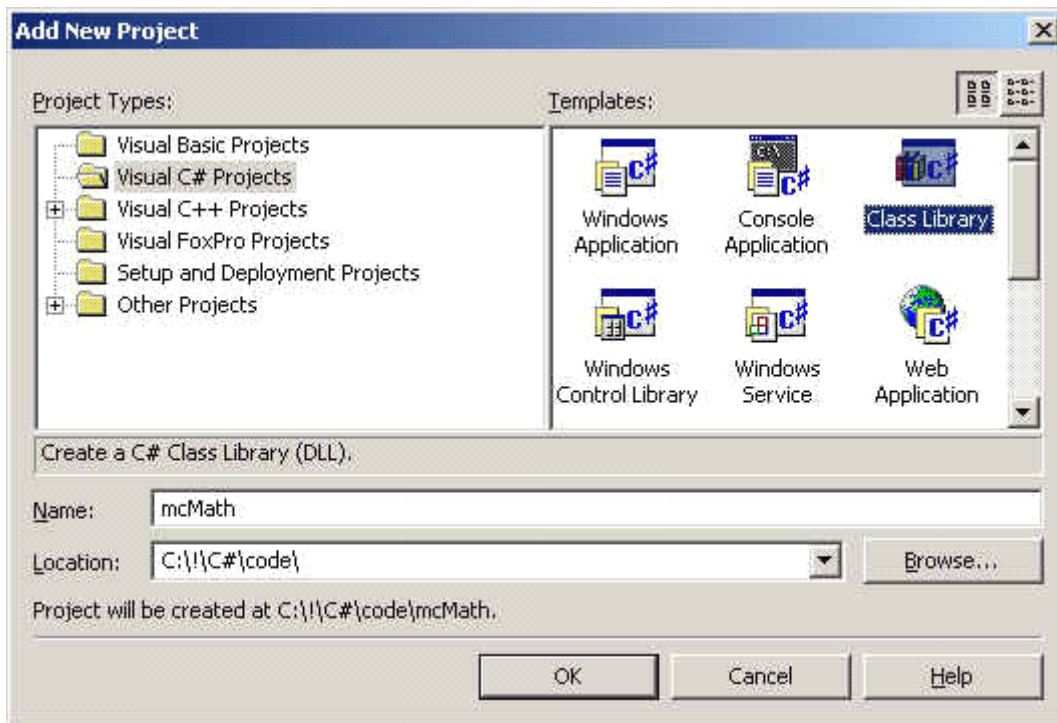 Add New Project
Project Types:
Templates:
Visual Basic Projects
Visual C# Projects
Visual C++ Projects
Visual FoxPro Projects
Setup and Deployment Projects
Other Projects
Windows
Application
Console
Application
Class Library
Windows
Control Library
Windows
Service
Web
Application
Create a C# Class Library (DLL).
Name:
mcMath
Location:
C:\!\C#\code\
Browse...
Project will be created at C:\!\C#\code\mcMath.
OK
Cancel
Help